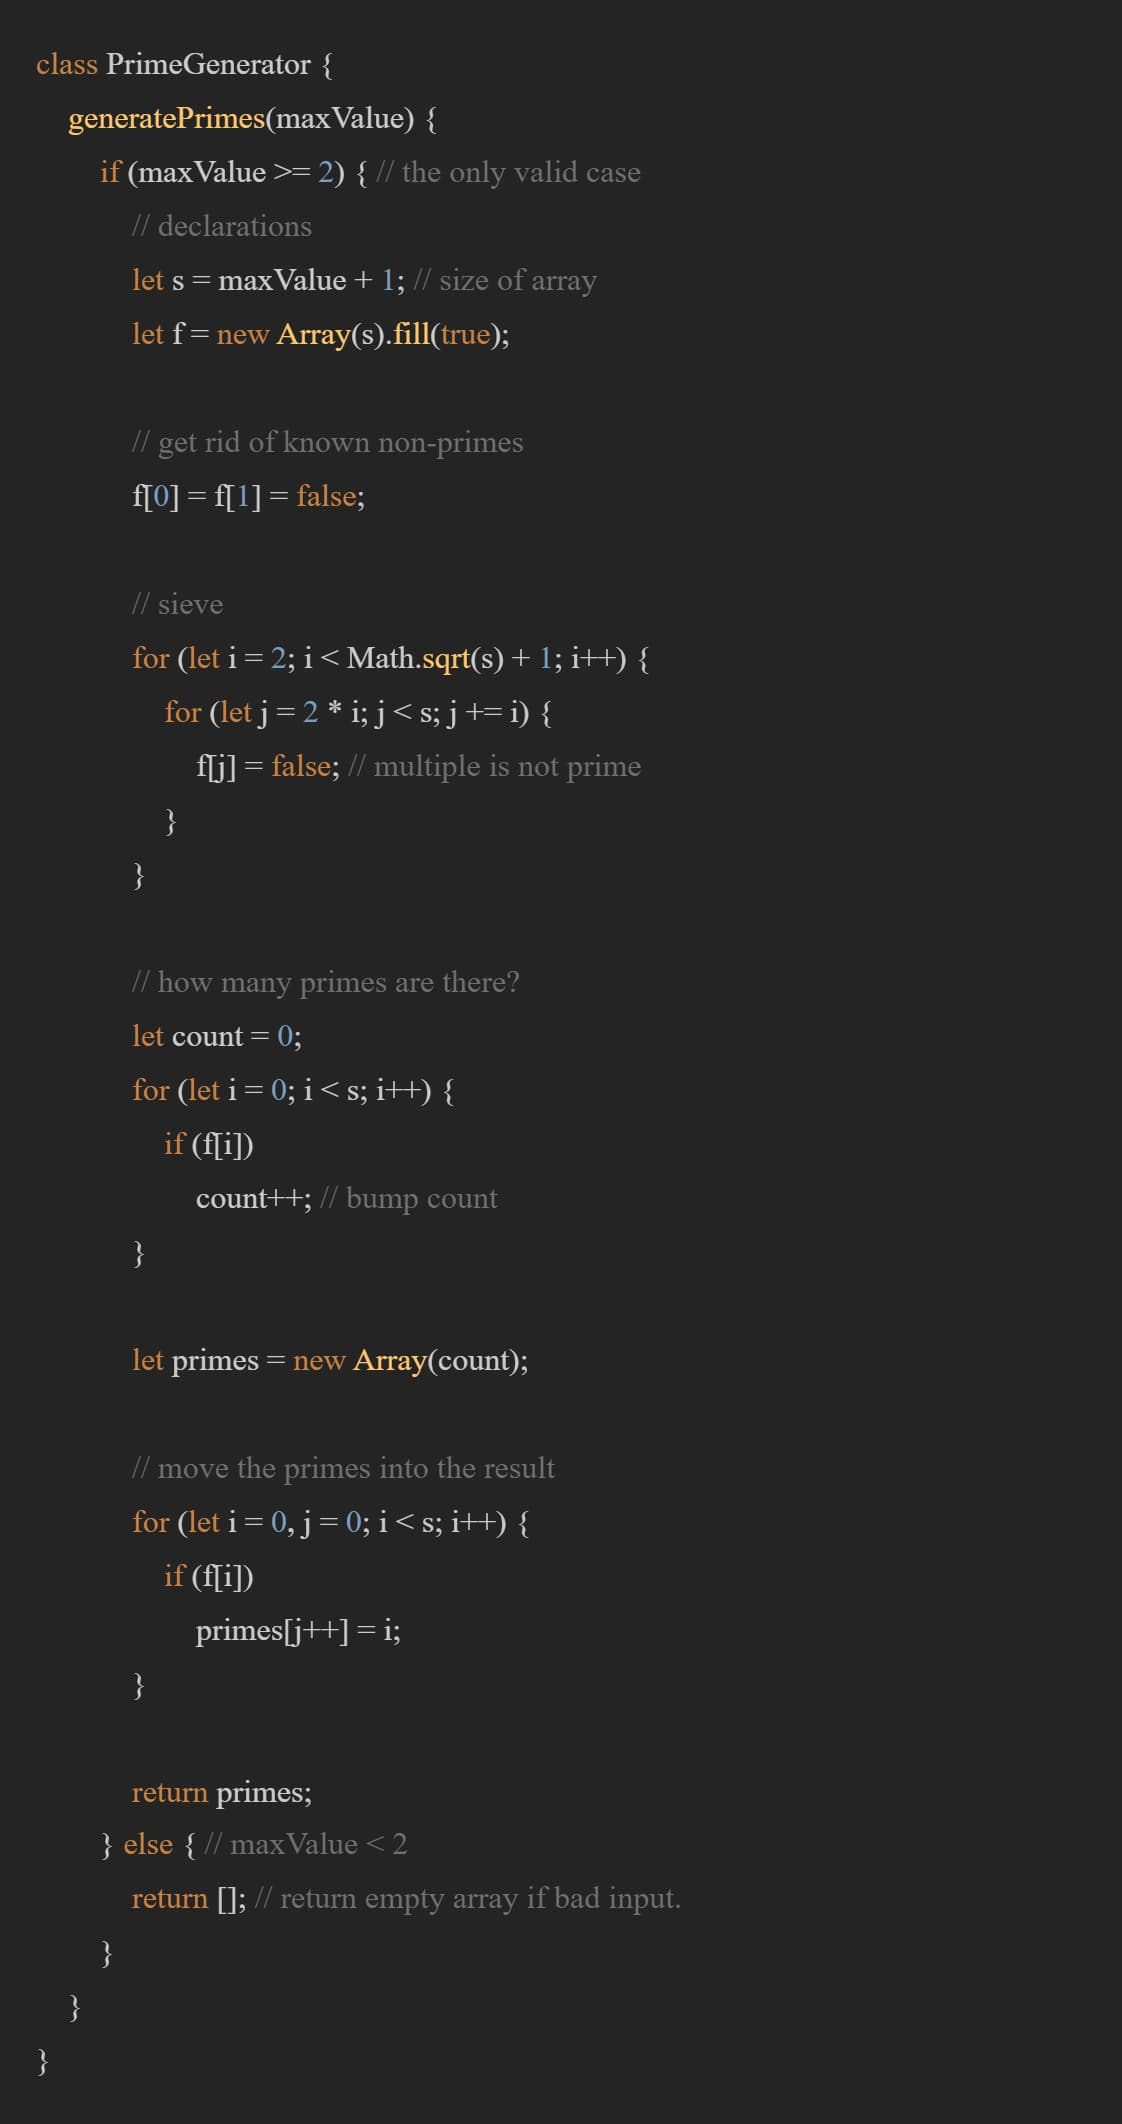 class PrimeGenerator {
generatePrimes(maxValue) {
if (maxValue >= 2) { // the only valid case
// declarations
let s = maxValue + 1; // size of array
let f = new Array(s).fill(true);
// get rid of known non-primes
f[0] = f[1] = false;
// sieve
for (let i = 2; i < Math.sqrt(s) + 1; i++) {
for (let j = 2 * i; j < s; j += i) {
f[j] = false; // multiple is not prime
}
}
// how many primes are there?
let count = 0;
for (let i = 0; i < s; i++) {
if (f[i])
count++; // bump count
}
let primes = new Array(count);
// move the primes into the result
for (let i = 0, j = 0; i < s; i++) {
if (f[i])
primes[j++] = i;
}
return primes;
} else { // maxValue < 2
return []; // return empty array if bad input.
}
}
}